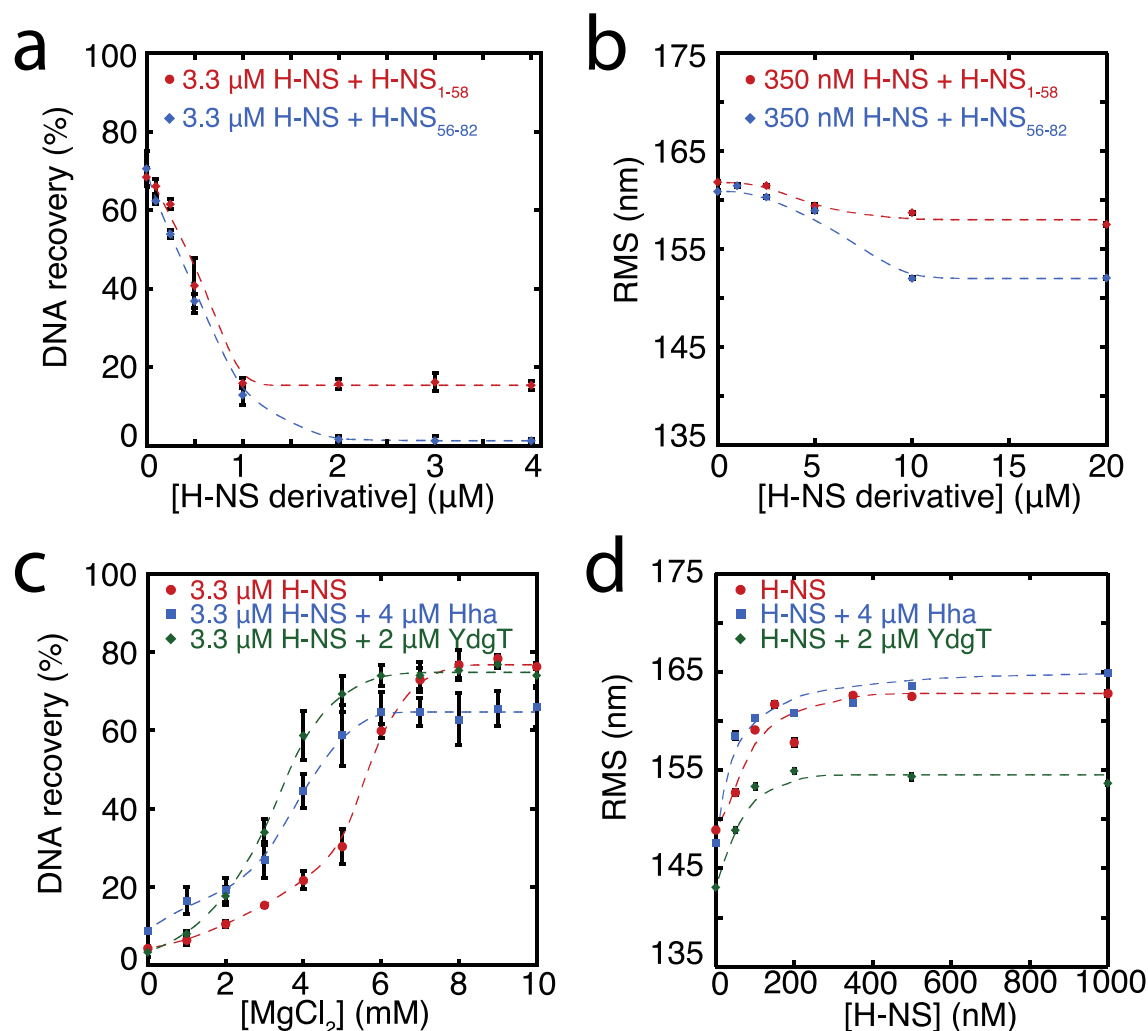 a
100
80
60
40
20
0
DNA recovery (%)
3.3 µM H-NS + H-NS1-58
3.3 µM H-NS + H-NS56-82
0 1 2 3 4
[H-NS derivative] (µM)
b
175
165
155
145
135
RMS (nm)
350 nM H-NS + H-NS1-58
350 nM H-NS + H-NS56-82
0 5 10 15 20
[H-NS derivative] (µM)
c
100
80
60
40
20
0
DNA recovery (%)
3.3 µM H-NS
3.3 µM H-NS + 4 µM Hha
3.3 µM H-NS + 2 µM YdgT
0 2 4 6 8 10
[MgCl2] (mM)
d
175
165
155
145
135
RMS (nm)
H-NS
H-NS + 4 µM Hha
H-NS + 2 µM YdgT
0 200 400 600 800 1000
[H-NS] (nM)